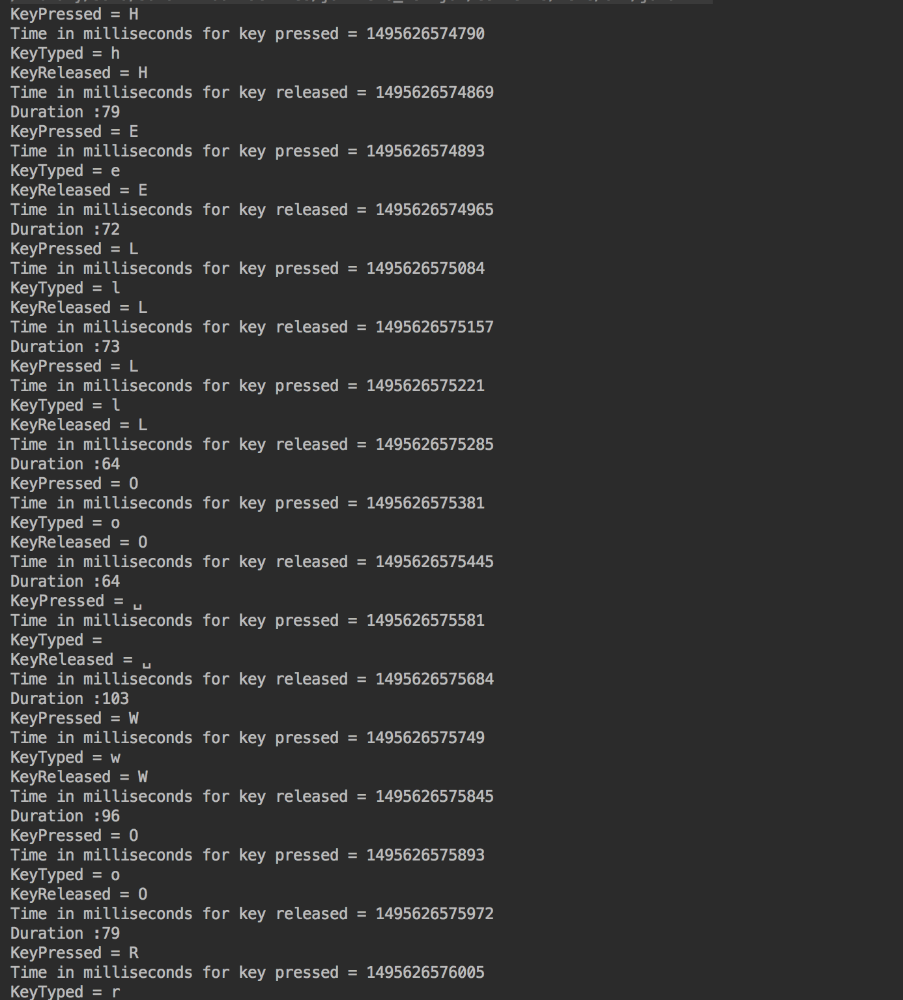 KeyPressed = H
Time in milliseconds for key pressed = 1495626574790
KeyTyped = h
KeyReleased = H
Time in milliseconds for key released = 1495626574869
Duration :79
KeyPressed = E
Time in milliseconds for key pressed = 1495626574893
KeyTyped = e
KeyReleased = E
Time in milliseconds for key released = 1495626574965
Duration :72
KeyPressed = L
Time in milliseconds for key pressed = 1495626575084
KeyTyped = l
KeyReleased = L
Time in milliseconds for key released = 1495626575157
Duration :73
KeyPressed = L
Time in milliseconds for key pressed = 1495626575221
KeyTyped = l
KeyReleased = L
Time in milliseconds for key released = 1495626575285
Duration :64
KeyPressed = O
Time in milliseconds for key pressed = 1495626575381
KeyTyped = o
KeyReleased = O
Time in milliseconds for key released = 1495626575445
Duration :64
KeyPressed = ␣
Time in milliseconds for key pressed = 1495626575581
KeyTyped =
KeyReleased = ␣
Time in milliseconds for key released = 1495626575684
Duration :103
KeyPressed = W
Time in milliseconds for key pressed = 1495626575749
KeyTyped = w
KeyReleased = W
Time in milliseconds for key released = 1495626575845
Duration :96
KeyPressed = O
Time in milliseconds for key pressed = 1495626575893
KeyTyped = o
KeyReleased = O
Time in milliseconds for key released = 1495626575972
Duration :79
KeyPressed = R
Time in milliseconds for key pressed = 1495626576005
KeyTyped = r